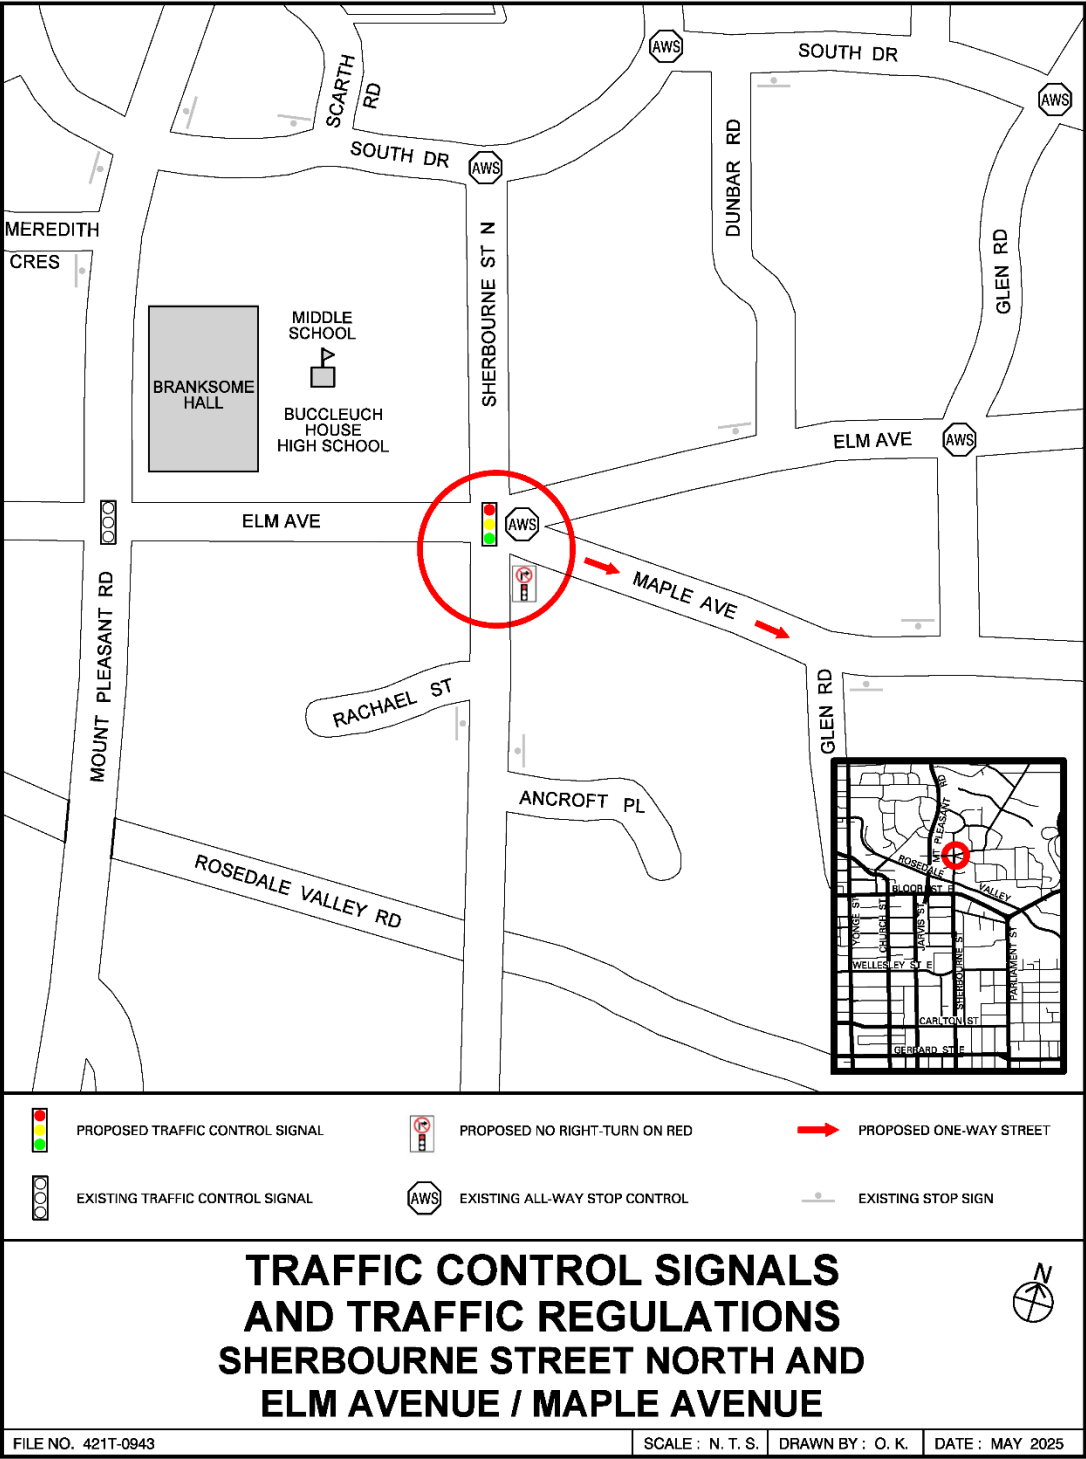 SCARTH
RD
AWS
SOUTH DR
AWS
SOUTH DR
AWS
DUNBAR RD
MEREDITH
CRES
SHERBOURNE ST N
GLEN RD
MIDDLE
SCHOOL
BRANKSOME
HALL
BUCCLEUCH
HOUSE
HIGH SCHOOL
ELM AVE
AWS
ELM AVE
AWS
MAPLE AVE
MOUNT PLEASANT RD
RACHAEL ST
GLEN RD
ANCROFT PL
ROSEDALE VALLEY RD
MT PLEASANT RD
ROSEDALE
VALLEY
BLOOR ST E
YONGE ST
CHURCH ST
JARVIS ST
SHERBOURNE ST
PARLIAMENT ST
WELLESLEY ST E
CARLTON ST
GERRARD ST E
PROPOSED TRAFFIC CONTROL SIGNAL
PROPOSED NO RIGHT-TURN ON RED
PROPOSED ONE-WAY STREET
EXISTING TRAFFIC CONTROL SIGNAL
AWS
EXISTING ALL-WAY STOP CONTROL
EXISTING STOP SIGN
TRAFFIC CONTROL SIGNALS
AND TRAFFIC REGULATIONS
SHERBOURNE STREET NORTH AND
ELM AVENUE / MAPLE AVENUE
N
FILE NO. 421T-0943
SCALE : N. T. S.
DRAWN BY : O. K.
DATE : MAY 2025